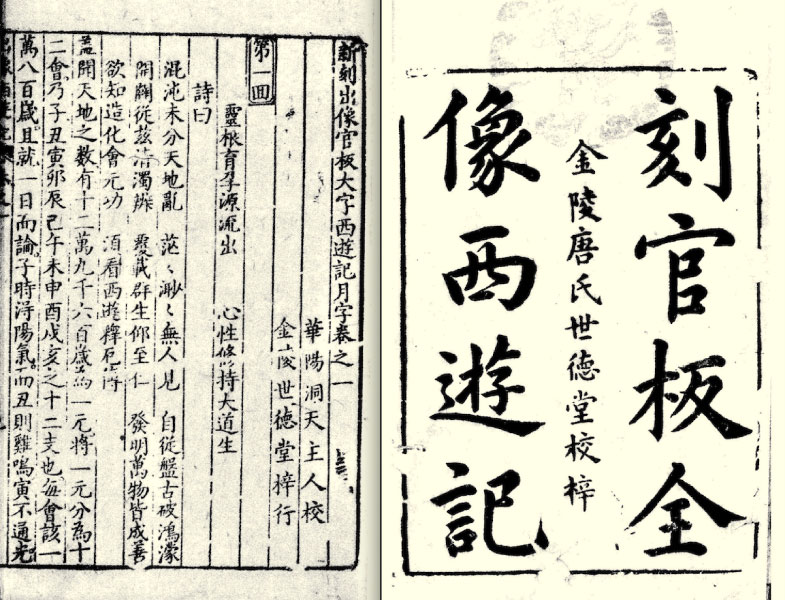 刻官板全
金陵唐氏世德堂校梓
像西遊記
新刻出像官板大字西遊記月字卷之一
華陽洞天主人校
金陵世德堂梓行
第一回
靈根育孕源流出 心性修持大道生
詩曰
混沌未分天地亂 茫〻渺〻無人見 自從盤古破鴻濛
開闢從茲清濁辨 覆載群生仰至仁 發明萬物皆成善
欲知造化會元功 須看西遊釋厄傳
蓋聞天地之數有十二萬九千六百歲為一元將一元分為十
二會乃子丑寅卯辰巳午未申酉戌亥之十二支也每會該一
萬八百歲且就一日而論子時得陽氣而丑則雞鳴寅不通光